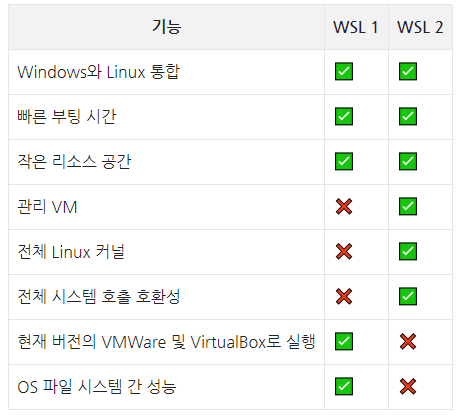 기능 WSL 1 WSL 2
Windows와 Linux 통합 ✅ ✅
빠른 부팅 시간 ✅ ✅
작은 리소스 공간 ✅ ✅
관리 VM ❌ ✅
전체 Linux 커널 ❌ ✅
전체 시스템 호출 호환성 ❌ ✅
현재 버전의 VMWare 및 VirtualBox로 실행 ✅ ❌
OS 파일 시스템 간 성능 ✅ ❌